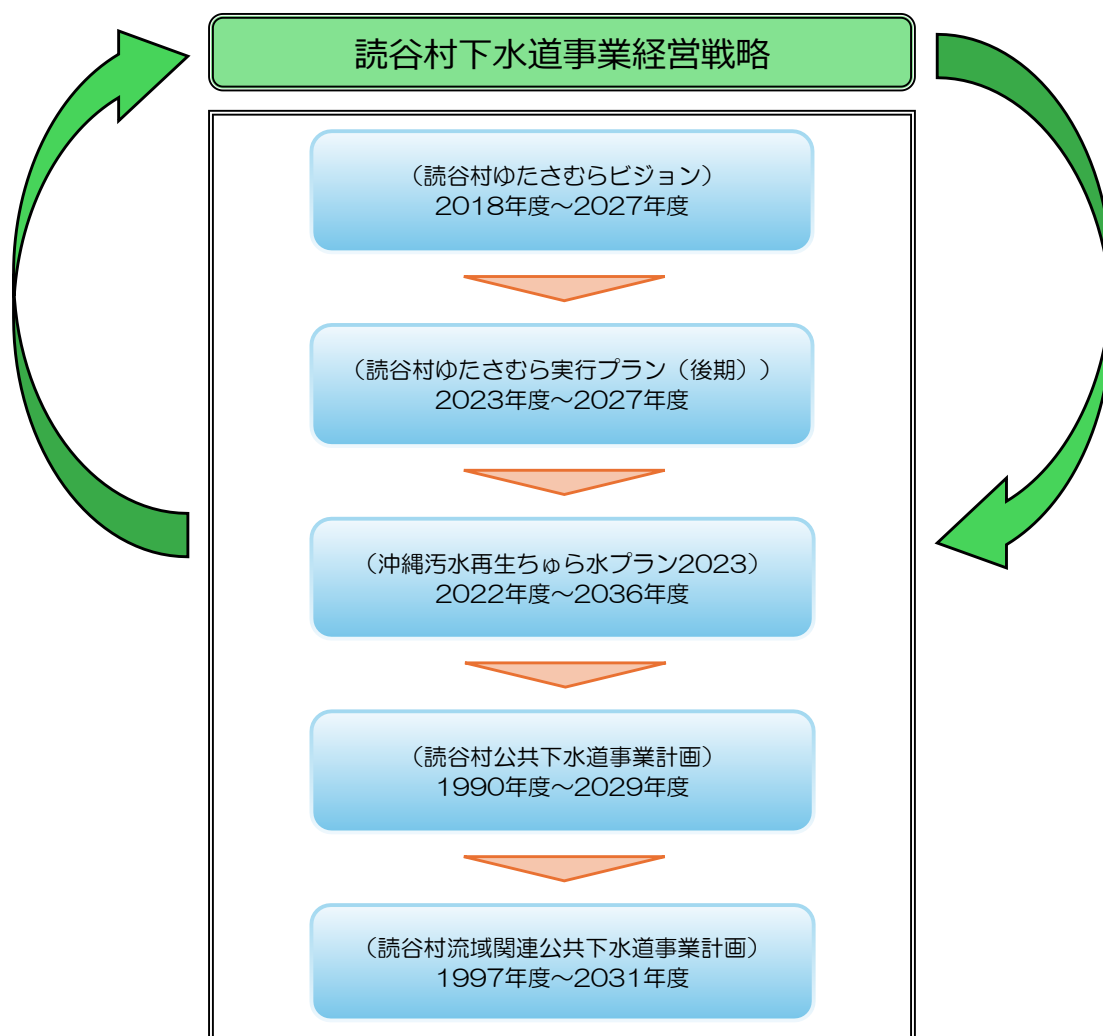 読谷村下水道事業経営戦略
（読谷村ゆたさむらビジョン）
2018年度～2027年度
（読谷村ゆたさむら実行プラン（後期））
2023年度～2027年度
（沖縄汚水再生ちゅら水プラン2023）
2022年度～2036年度
（読谷村公共下水道事業計画）
1990年度～2029年度
（読谷村流域関連公共下水道事業計画）
1997年度～2031年度